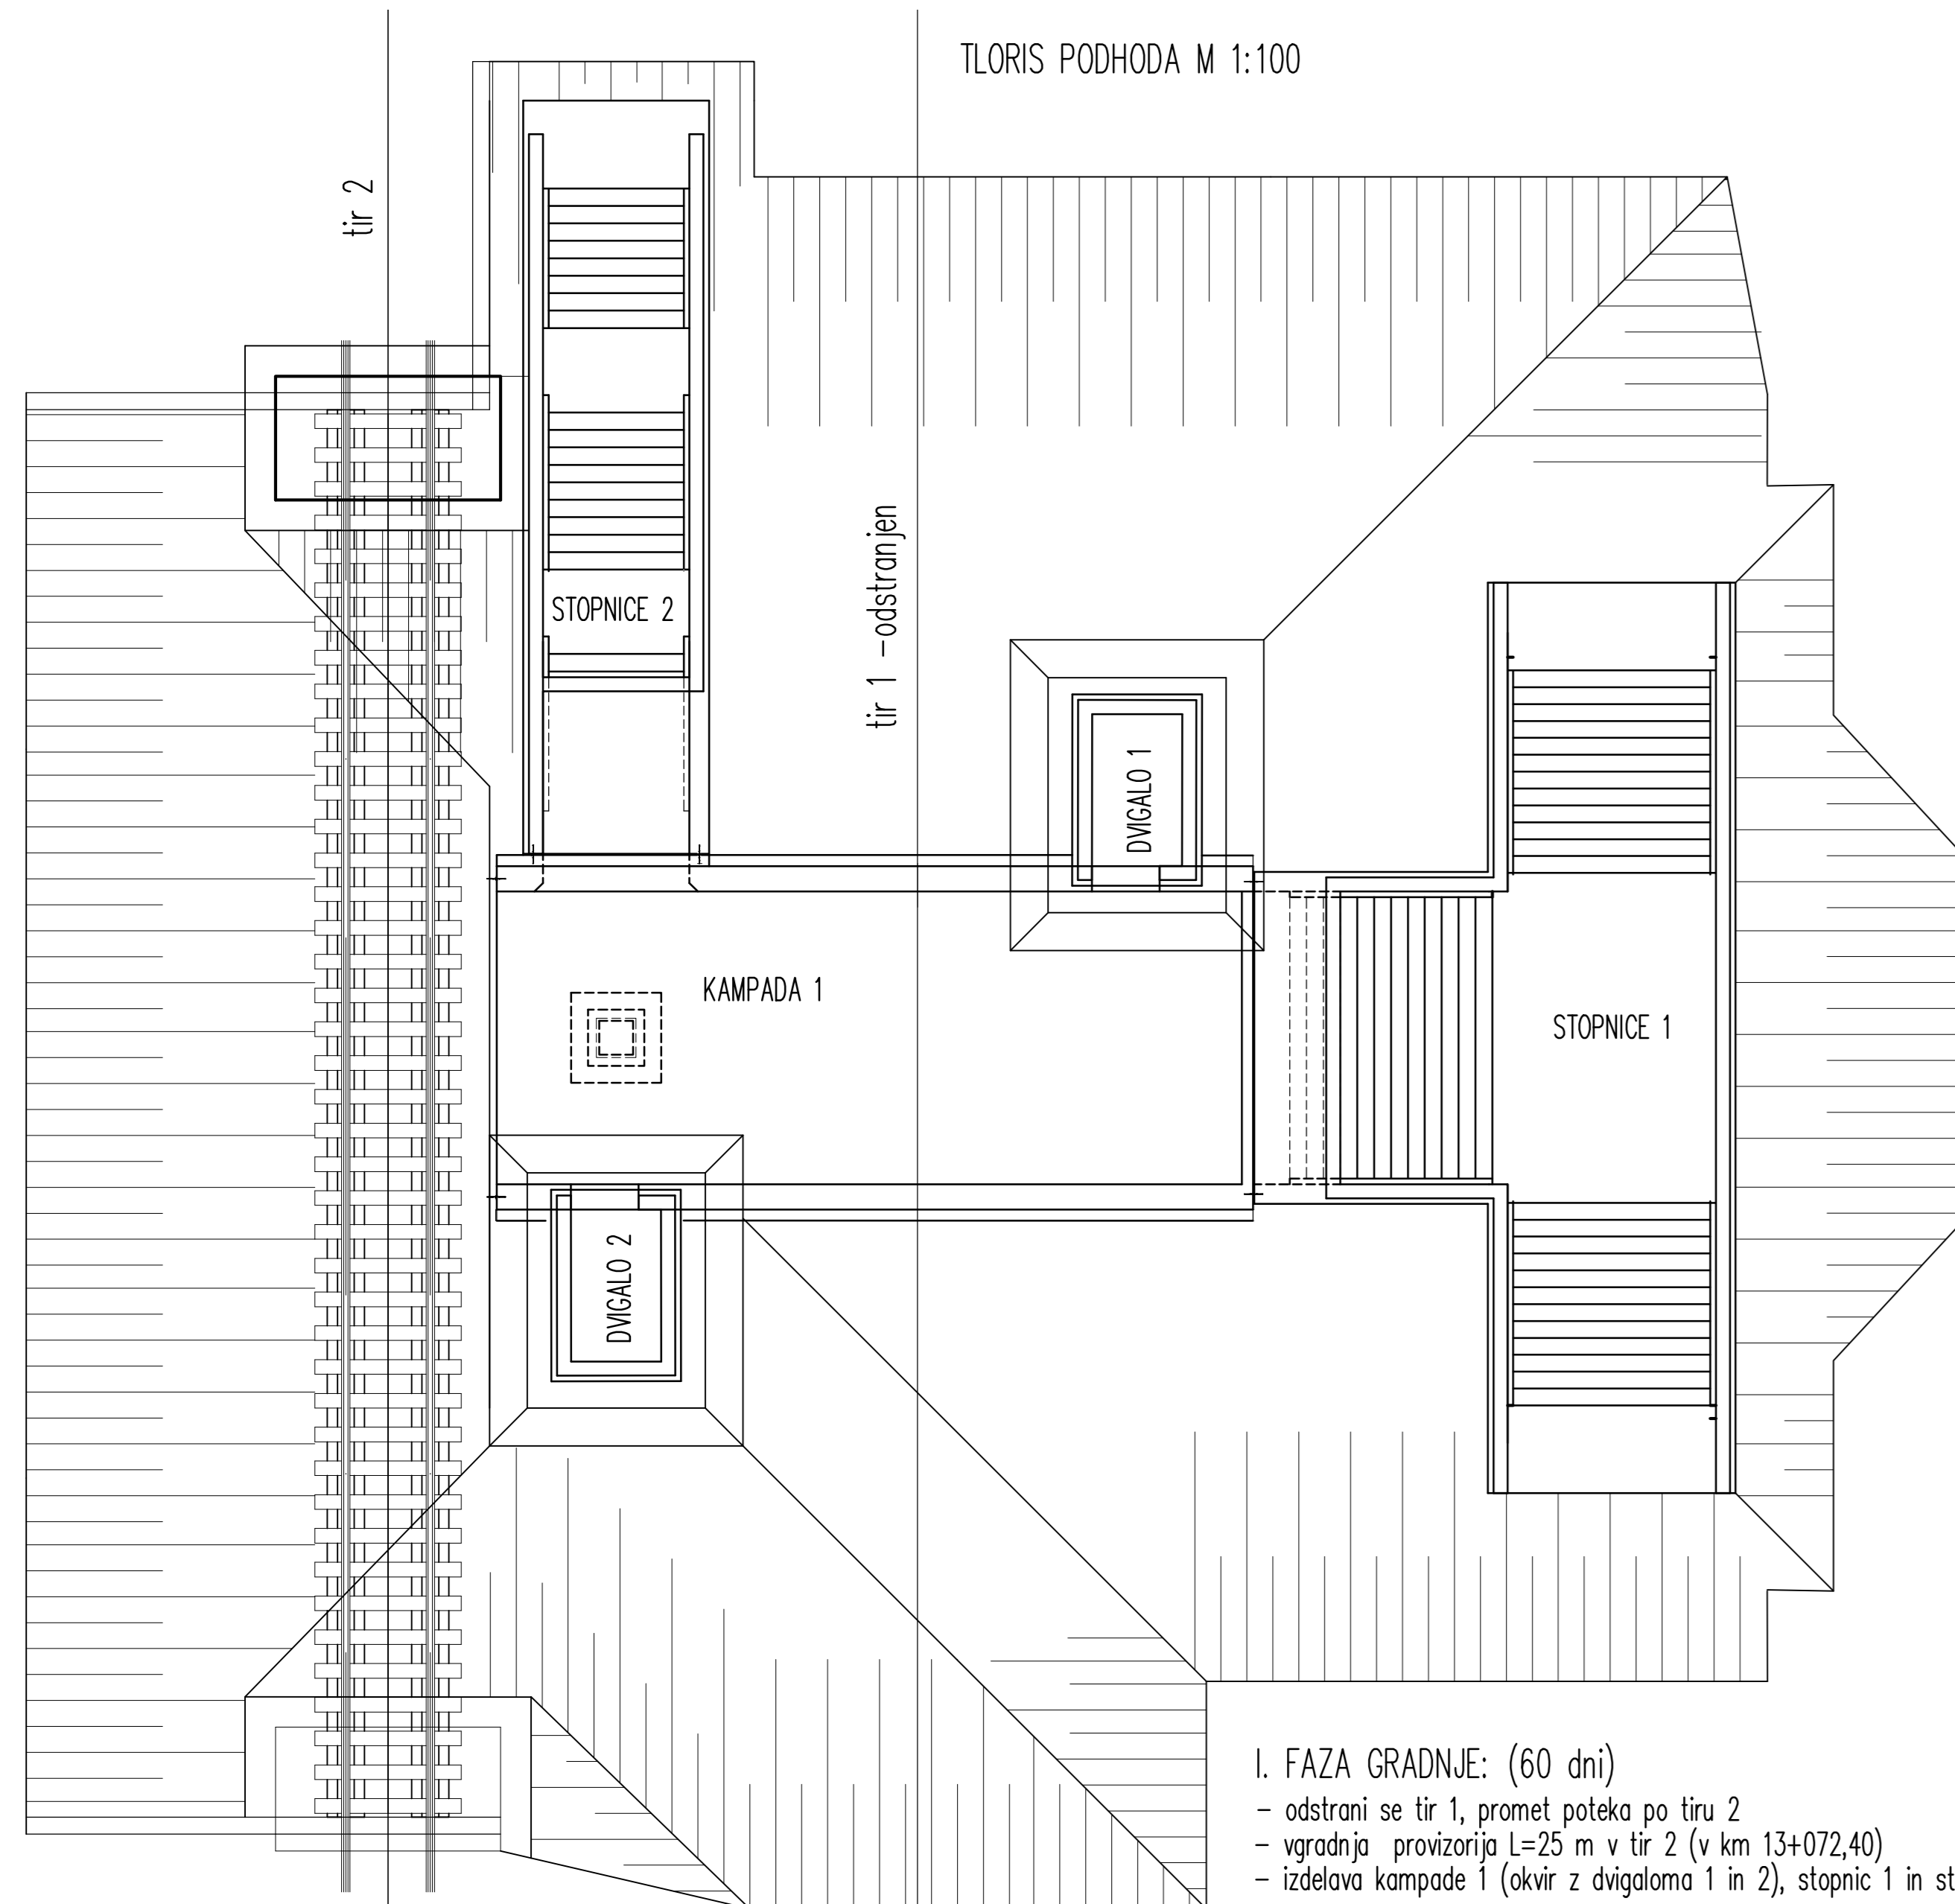 TLORIS PODHODA M 1:100
tir 2
tir 1 -odstranjen
STOPNICE 2
DVIGALO 1
KAMPADA 1
STOPNICE 1
DVIGALO 2
I. FAZA GRADNJE: (60 dni)
- odstrani se tir 1, promet poteka po tiru 2
- vgradnja provizorija L=25 m v tir 2 (v km 13+072,40)
- izdelava kampade 1 (okvir z dvigaloma 1 in 2), stopnic 1 in st